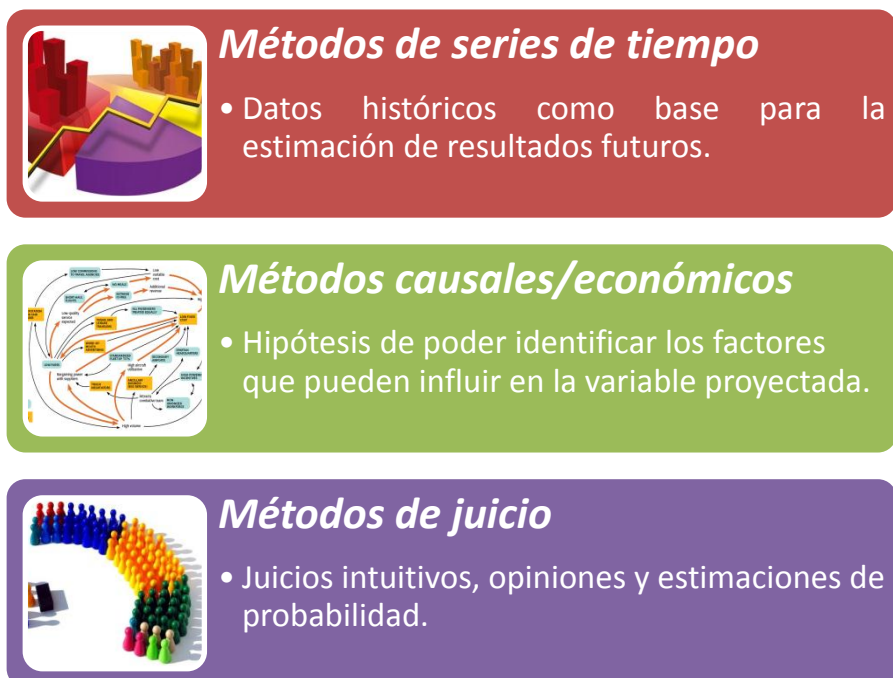 Métodos de series de tiempo
• Datos históricos como base para la
estimación de resultados futuros.
Métodos causales/económicos
• Hipótesis de poder identificar los factores
que pueden influir en la variable proyectada.
Métodos de juicio
• Juicios intuitivos, opiniones y estimaciones de
probabilidad.